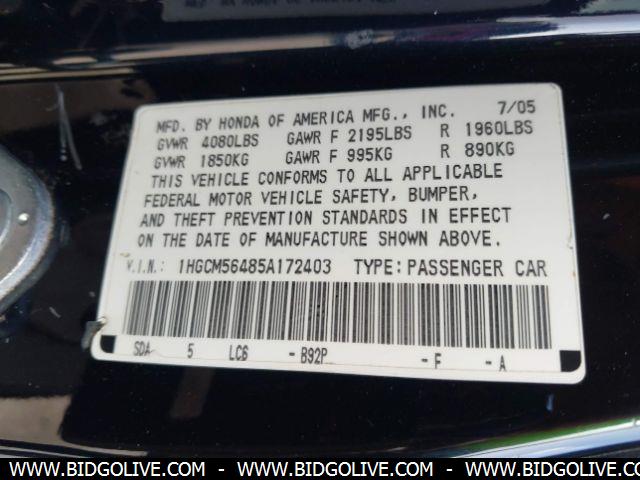 MFD. BY HONDA OF AMERICA MFG., INC. 7/05
GVWR 4080LBS GAWR F 2195LBS R 1960LBS
GVWR 1850KG GAWR F 995KG R 890KG
THIS VEHICLE CONFORMS TO ALL APPLICABLE
FEDERAL MOTOR VEHICLE SAFETY, BUMPER,
AND THEFT PREVENTION STANDARDS IN EFFECT
ON THE DATE OF MANUFACTURE SHOWN ABOVE.
V.I.N.: 1HGCM56485A172403 TYPE: PASSENGER CAR
SDA 5 LC6 - B92P - F - A
WWW.BIDGOLIVE.COM - WWW.BIDGOLIVE.COM - WWW.BIDGOLIVE.COM